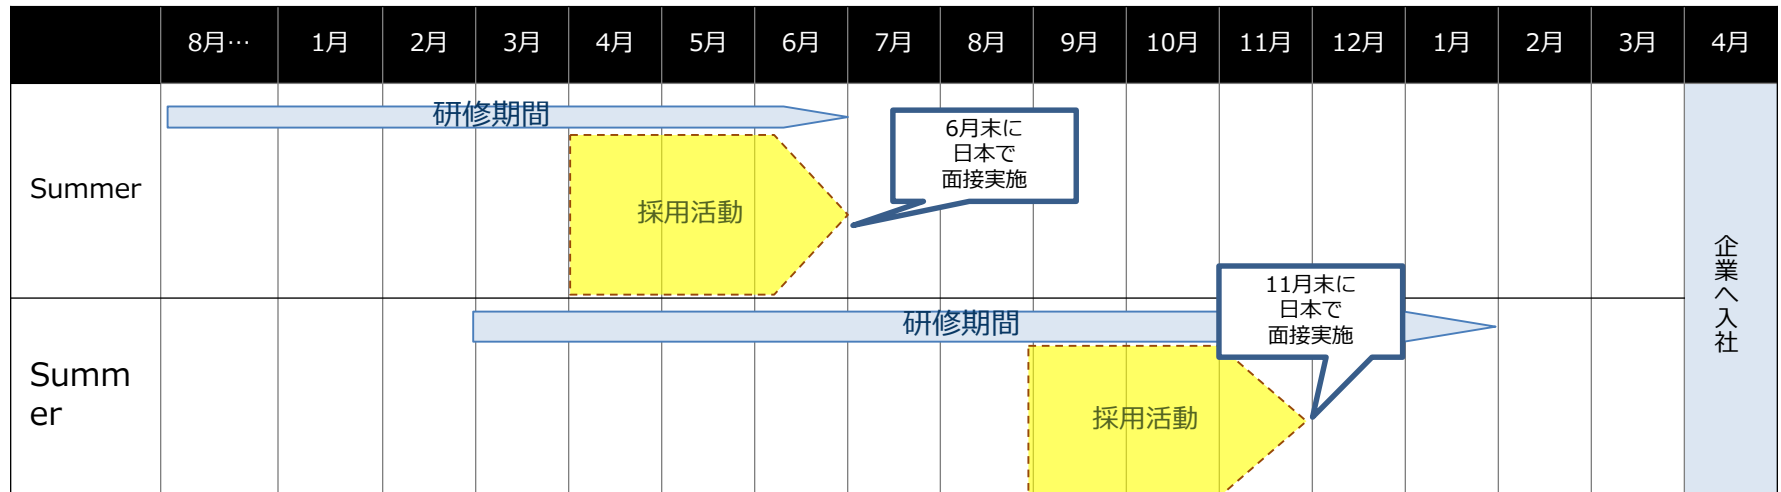 8月… 1月 2月 3月 4月 5月 6月 7月 8月 9月 10月 11月 12月 1月 2月 3月 4月
研修期間
6月末に
日本で
面接実施
Summer
採用活動
企業へ入社
11月末に
日本で
面接実施
研修期間
Summ
er
採用活動